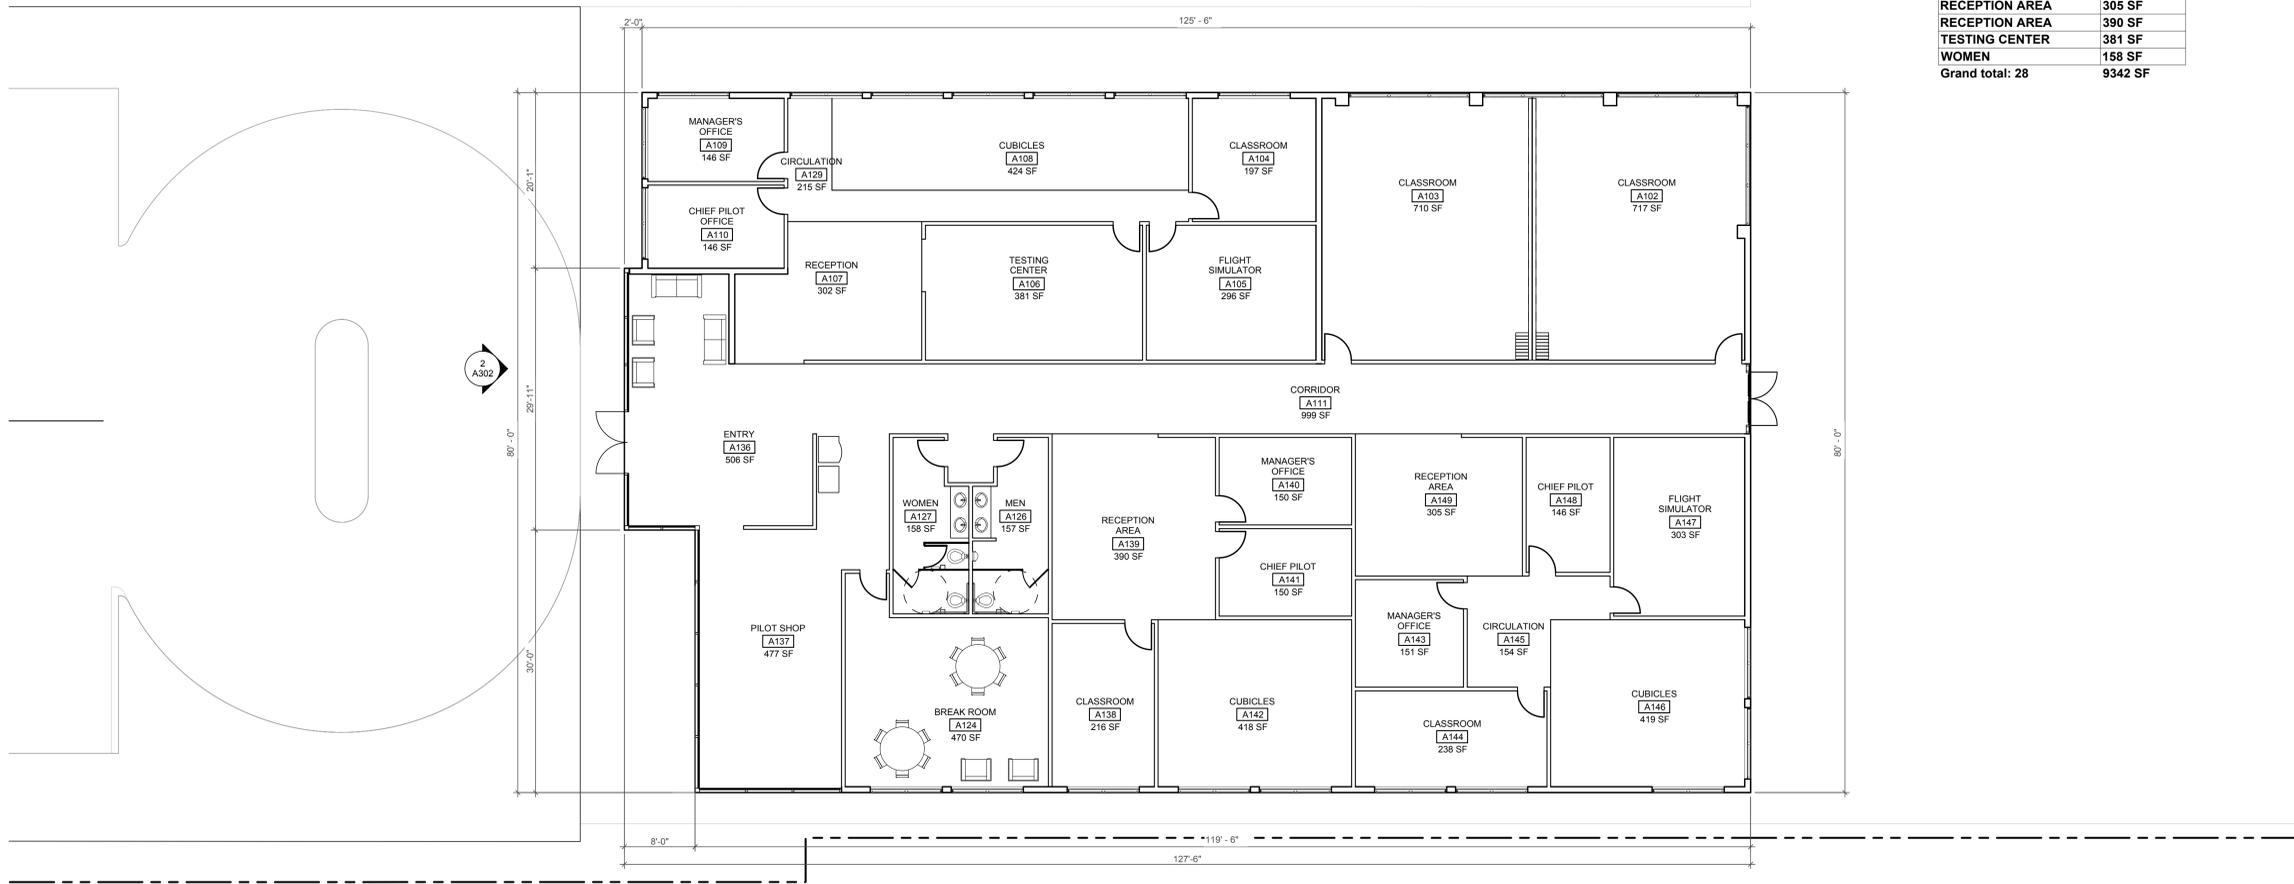 RECEPTION AREA 305 SF
RECEPTION AREA 390 SF
TESTING CENTER 381 SF
WOMEN 158 SF
Grand total: 28 9342 SF
2'-0"
125' - 6"
MANAGER'S
OFFICE
A109
146 SF
CIRCULATION
A129
215 SF
CUBICLES
A108
424 SF
CLASSROOM
A104
197 SF
CLASSROOM
A103
710 SF
CLASSROOM
A102
717 SF
20'-1"
CHIEF PILOT
OFFICE
A110
146 SF
RECEPTION
A107
302 SF
TESTING
CENTER
A106
381 SF
FLIGHT
SIMULATOR
A105
296 SF
2
A302
29'-11"
80' - 0"
CORRIDOR
A111
999 SF
80' - 0"
ENTRY
A136
506 SF
WOMEN
A127
158 SF
MEN
A126
157 SF
RECEPTION
AREA
A139
390 SF
MANAGER'S
OFFICE
A140
150 SF
RECEPTION
AREA
A149
305 SF
CHIEF PILOT
A148
146 SF
FLIGHT
SIMULATOR
A147
303 SF
CHIEF PILOT
A141
150 SF
30'-0"
PILOT SHOP
A137
477 SF
MANAGER'S
OFFICE
A143
151 SF
CIRCULATION
A145
154 SF
BREAK ROOM
A124
470 SF
CLASSROOM
A138
216 SF
CUBICLES
A142
418 SF
CLASSROOM
A144
238 SF
CUBICLES
A146
419 SF
8'-0"
119' - 6"
127'-6"